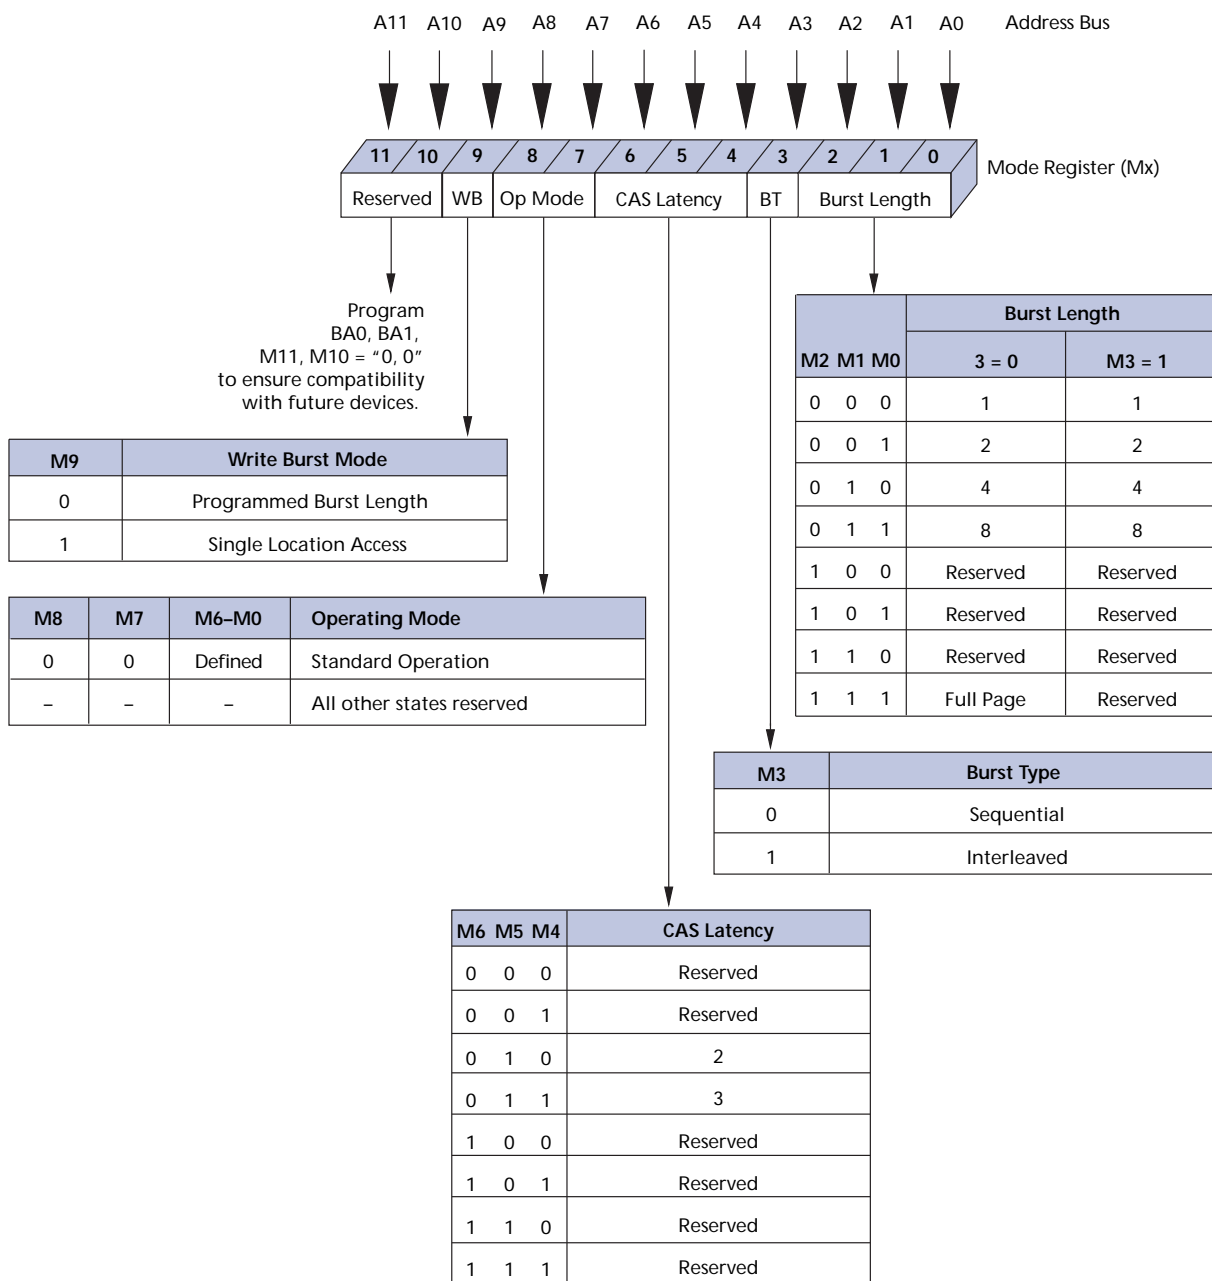 A11 A10 A9 A8 A7 A6 A5 A4 A3 A2 A1 A0 Address Bus
11 10 9 8 7 6 5 4 3 2 1 0
Mode Register (Mx)
Reserved WB Op Mode CAS Latency BT Burst Length
Program
BA0, BA1,
M11, M10 = “0, 0”
to ensure compatibility
with future devices.
Burst Length
M2 M1 M0 3 = 0 M3 = 1
0 0 0 1 1
0 0 1 2 2
0 1 0 4 4
0 1 1 8 8
1 0 0 Reserved Reserved
1 0 1 Reserved Reserved
1 1 0 Reserved Reserved
1 1 1 Full Page Reserved
M9 Write Burst Mode
0 Programmed Burst Length
1 Single Location Access
M8 M7 M6–M0 Operating Mode
0 0 Defined Standard Operation
– – – All other states reserved
M3 Burst Type
0 Sequential
1 Interleaved
M6 M5 M4 CAS Latency
0 0 0 Reserved
0 0 1 Reserved
0 1 0 2
0 1 1 3
1 0 0 Reserved
1 0 1 Reserved
1 1 0 Reserved
1 1 1 Reserved